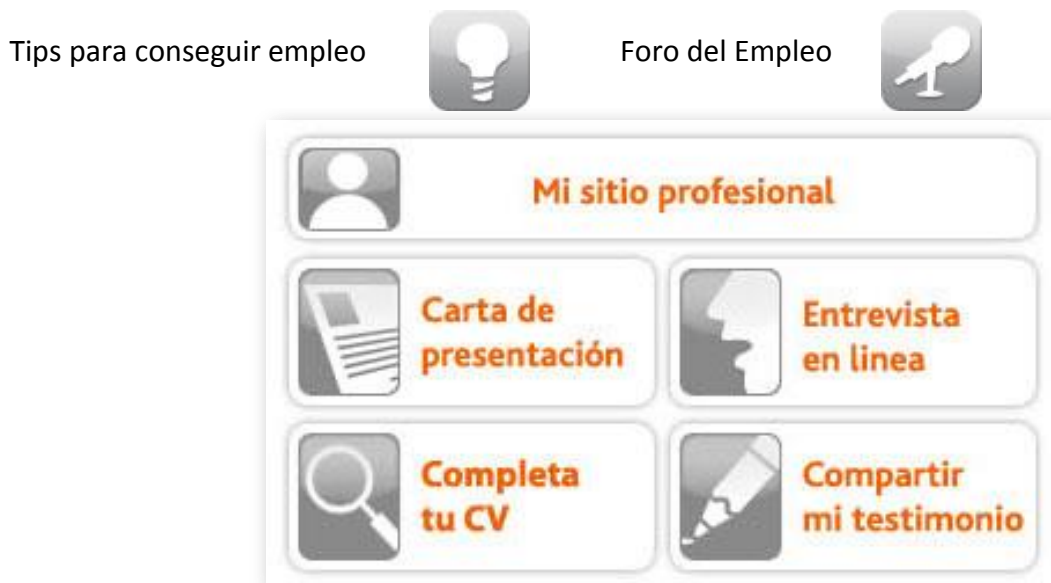 Tips para conseguir empleo
Foro del Empleo
Mi sitio profesional
Carta de
presentación
Entrevista
en linea
Completa
tu CV
Compartir
mi testimonio